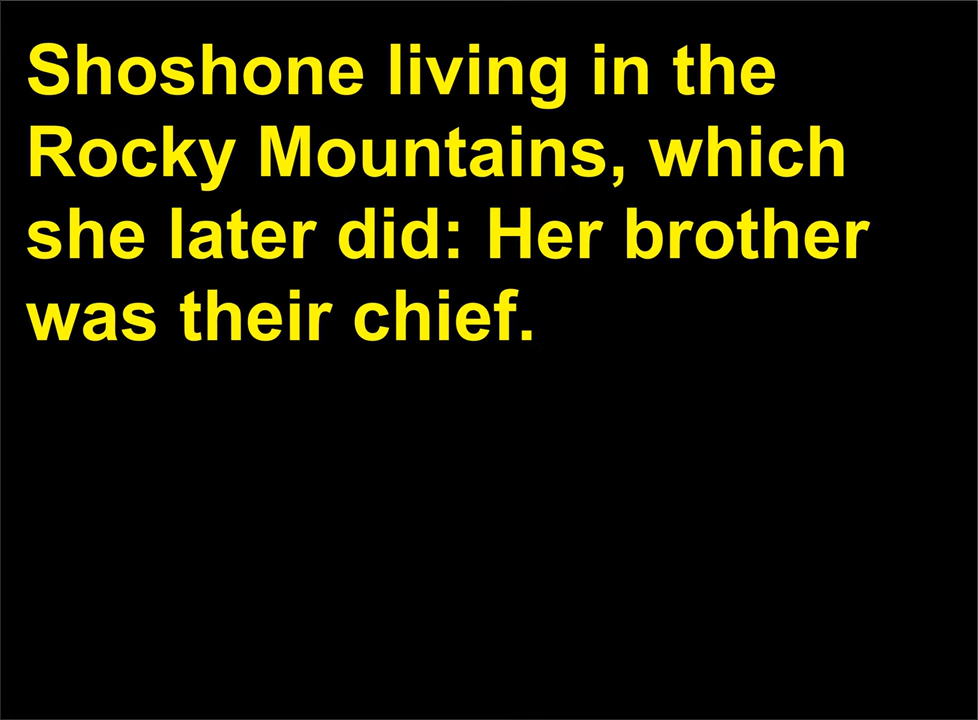 Shoshone living in the
Rocky Mountains, which
she later did: Her brother
was their chief.